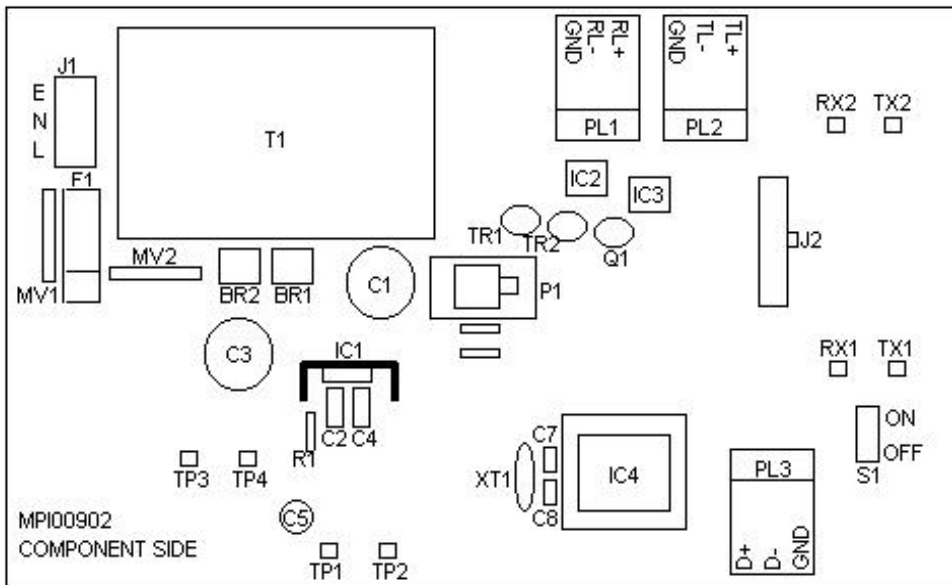 J1
E
N
L
T1
GND
RL-
RL+
PL1
GND
TL-
TL+
PL2
RX2 TX2
F1
IC2
IC3
TR1
TR2
Q1
J2
MV1
MV2
BR2 BR1
C1
P1
C3
IC1
RX1 TX1
C2 C4
R1
ON
OFF
S1
C7
XT1
IC4
C8
PL3
D+
D-
GND
TP3 TP4
C5
MPI00902
COMPONENT SIDE
TP1 TP2